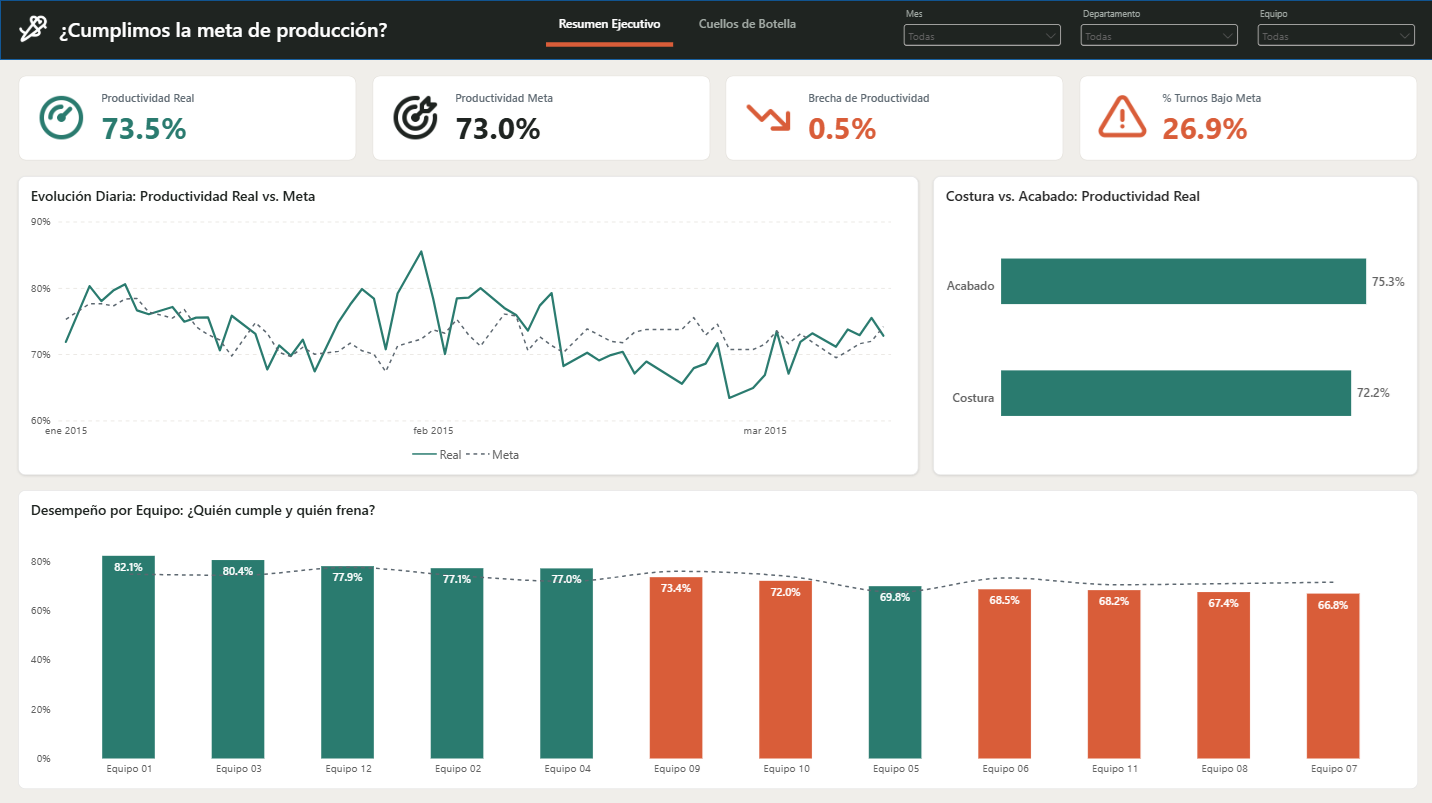 ¿Cumplimos la meta de producción?
Resumen Ejecutivo
Cuellos de Botella
Mes
Todas
Departamento
Todas
Equipo
Todas
Productividad Real
73.5%
Productividad Meta
73.0%
Brecha de Productividad
0.5%
% Turnos Bajo Meta
26.9%
Evolución Diaria: Productividad Real vs. Meta
90%
80%
70%
60%
ene 2015
feb 2015
mar 2015
Real
Meta
Costura vs. Acabado: Productividad Real
Acabado
75.3%
Costura
72.2%
Desempeño por Equipo: ¿Quién cumple y quién frena?
80%
60%
40%
20%
0%
82.1%
80.4%
77.9%
77.1%
77.0%
73.4%
72.0%
69.8%
68.5%
68.2%
67.4%
66.8%
Equipo 01
Equipo 03
Equipo 12
Equipo 02
Equipo 04
Equipo 09
Equipo 10
Equipo 05
Equipo 06
Equipo 11
Equipo 08
Equipo 07